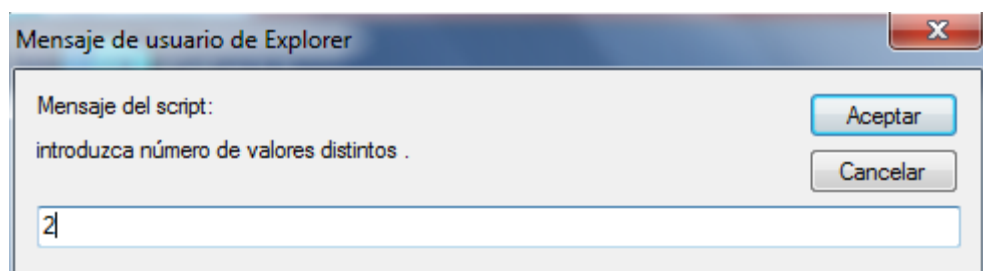 Mensaje de usuario de Explorer
Mensaje del script:
Aceptar
introduzca número de valores distintos .
Cancelar
2